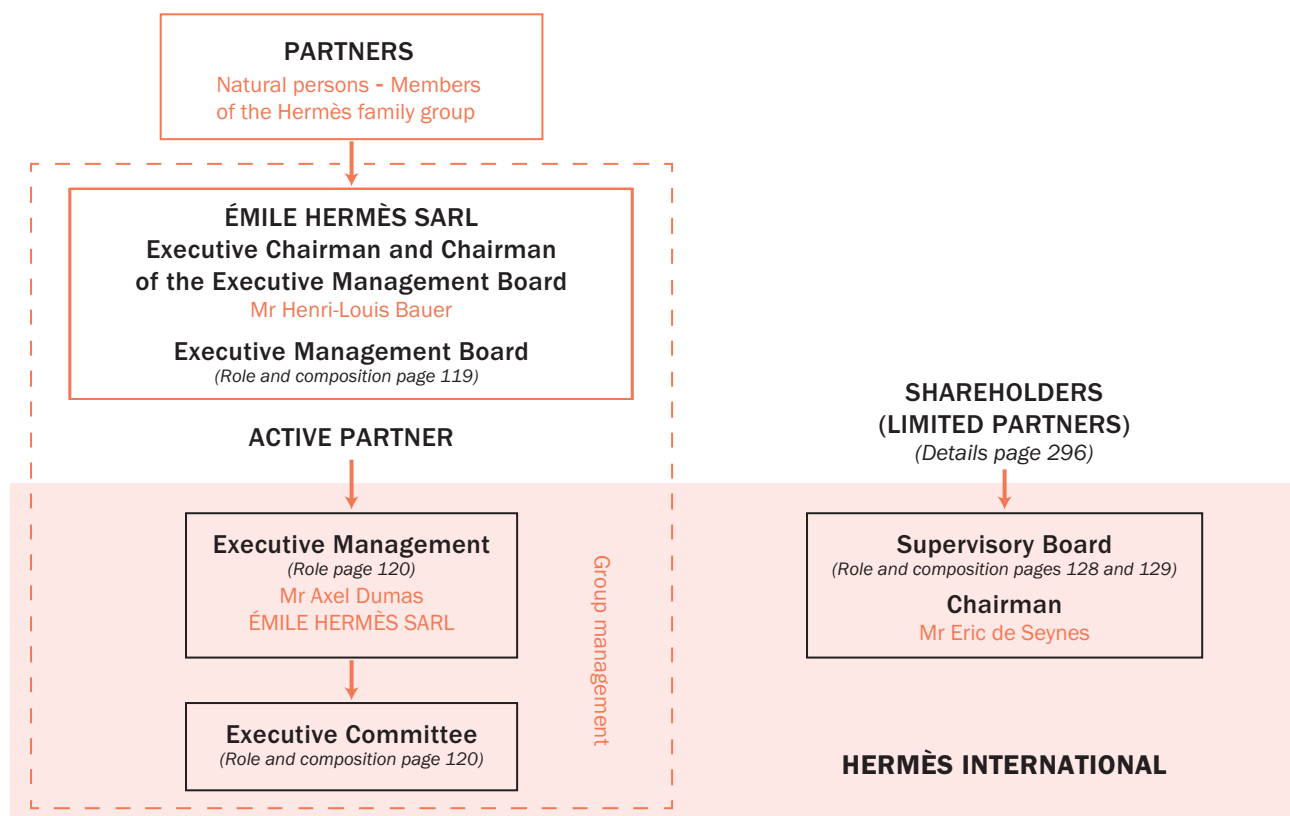 PARTNERS
Natural persons - Members
of the Hermès family group
ÉMILE HERMÈS SARL
Executive Chairman and Chairman
of the Executive Management Board
Mr Henri-Louis Bauer
Executive Management Board
(Role and composition page 119)
ACTIVE PARTNER
SHAREHOLDERS
(LIMITED PARTNERS)
(Details page 296)
Executive Management
(Role page 120)
Mr Axel Dumas
ÉMILE HERMÈS SARL
Group management
Executive Committee
(Role and composition page 120)
Supervisory Board
(Role and composition pages 128 and 129)
Chairman
Mr Eric de Seynes
HERMÈS INTERNATIONAL